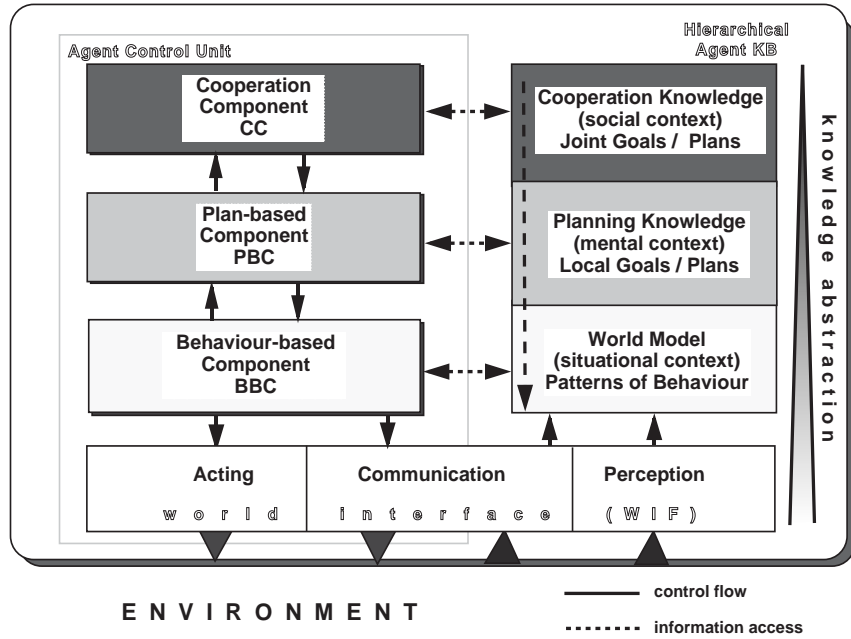 Agent Control Unit
Hierarchical
Agent KB
Cooperation
Component
CC
Cooperation Knowledge
(social context)
Joint Goals / Plans
Plan-based
Component
PBC
Planning Knowledge
(mental context)
Local Goals / Plans
Behaviour-based
Component
BBC
World Model
(situational context)
Patterns of Behaviour
knowledge abstraction
Acting
Communication
Perception
world
interface
(WIF)
ENVIRONMENT
control flow
information access